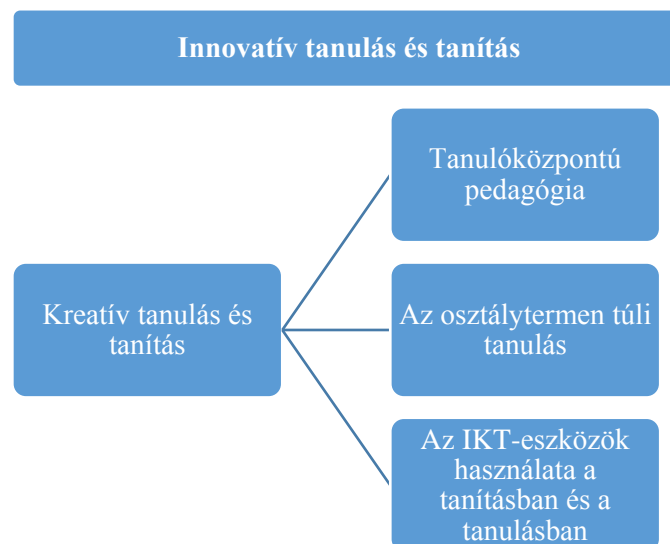 Innovatív tanulás és tanítás
Tanulóközpontú
pedagógia
Kreatív tanulás és
tanítás
Az osztálytermen túli
tanulás
Az IKT-eszközök
használata a
tanításban és a
tanulásban